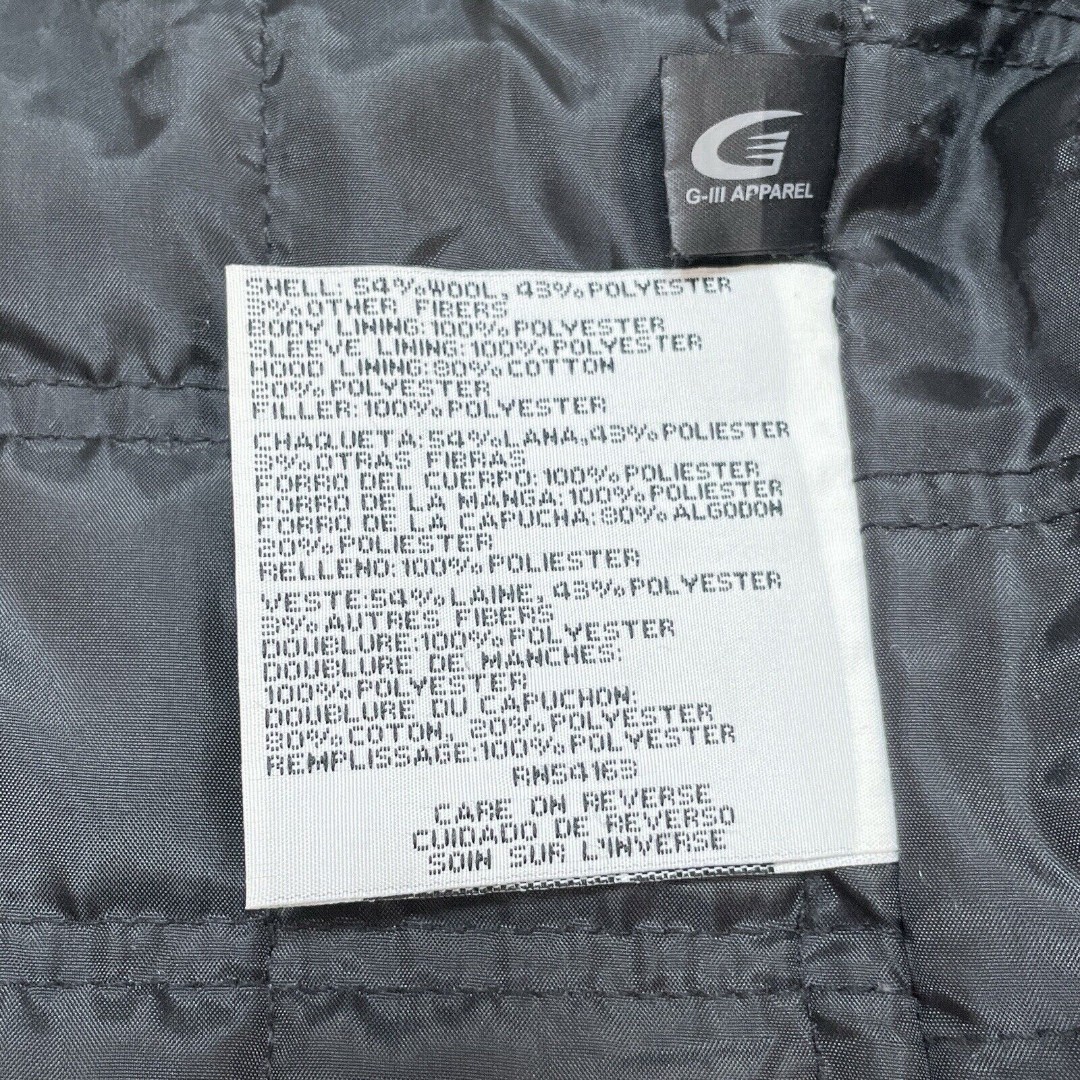 G-III APPAREL
SHELL: 54% WOOL, 43% POLYESTER
3% OTHER FIBERS
BODY LINING: 100% POLYESTER
SLEEVE LINING: 100% POLYESTER
HOOD LINING: 80% COTTON
20% POLYESTER
FILLER: 100% POLYESTER
CHAQUETA: 54% LANA, 43% POLIESTER
3% OTRAS FIBRAS
FORRO DEL CUERPO: 100% POLIESTER
FORRO DE LA MANGA: 100% POLIESTER
FORRO DE LA CAPUCHA: 80% ALGODON
20% POLIESTER
RELLENO: 100% POLIESTER
VESTE: 54% LAINE, 43% POLYESTER
3% AUTRES FIBERS
DOUBLURE: 100% POLYESTER
DOUBLURE DE MANCHES:
100% POLYESTER
DOUBLURE DU CAPUCHON:
80% COTON, 20% POLYESTER
REMPLISSAGE: 100% POLYESTER
RN54163
CARE ON REVERSE
CUIDADO DE REVERSO
SOIN SUR L'INVERSE